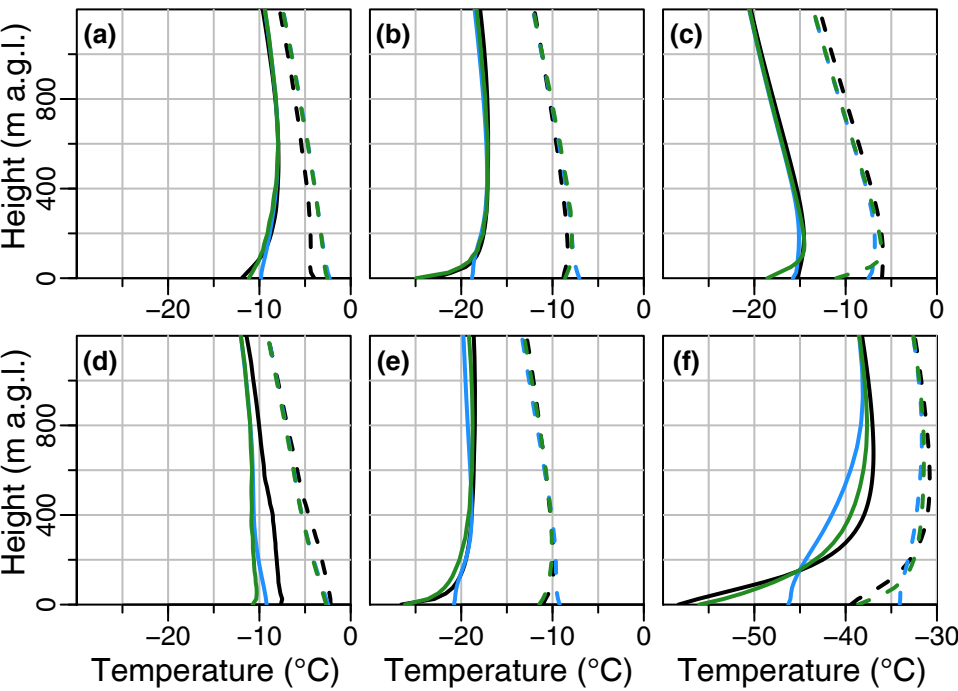 (a) (b) (c)
Height (m a.g.l.)
800
400
0
−20 −10 0 −20 −10 0 −20 −10 0
(d) (e) (f)
Height (m a.g.l.)
800
400
0
−20 −10 0 −20 −10 0 −50 −40 −30
Temperature (°C) Temperature (°C) Temperature (°C)